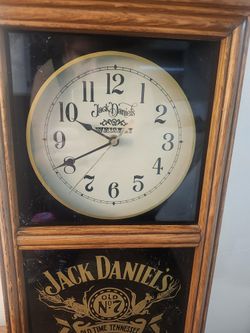 12
11
1
10
2
9
3
8
4
7
5
6
Jack Daniel's
WHISKEY
JACK DANIEL'S
OLD
No. 7
OLD TIME TENNESSEE